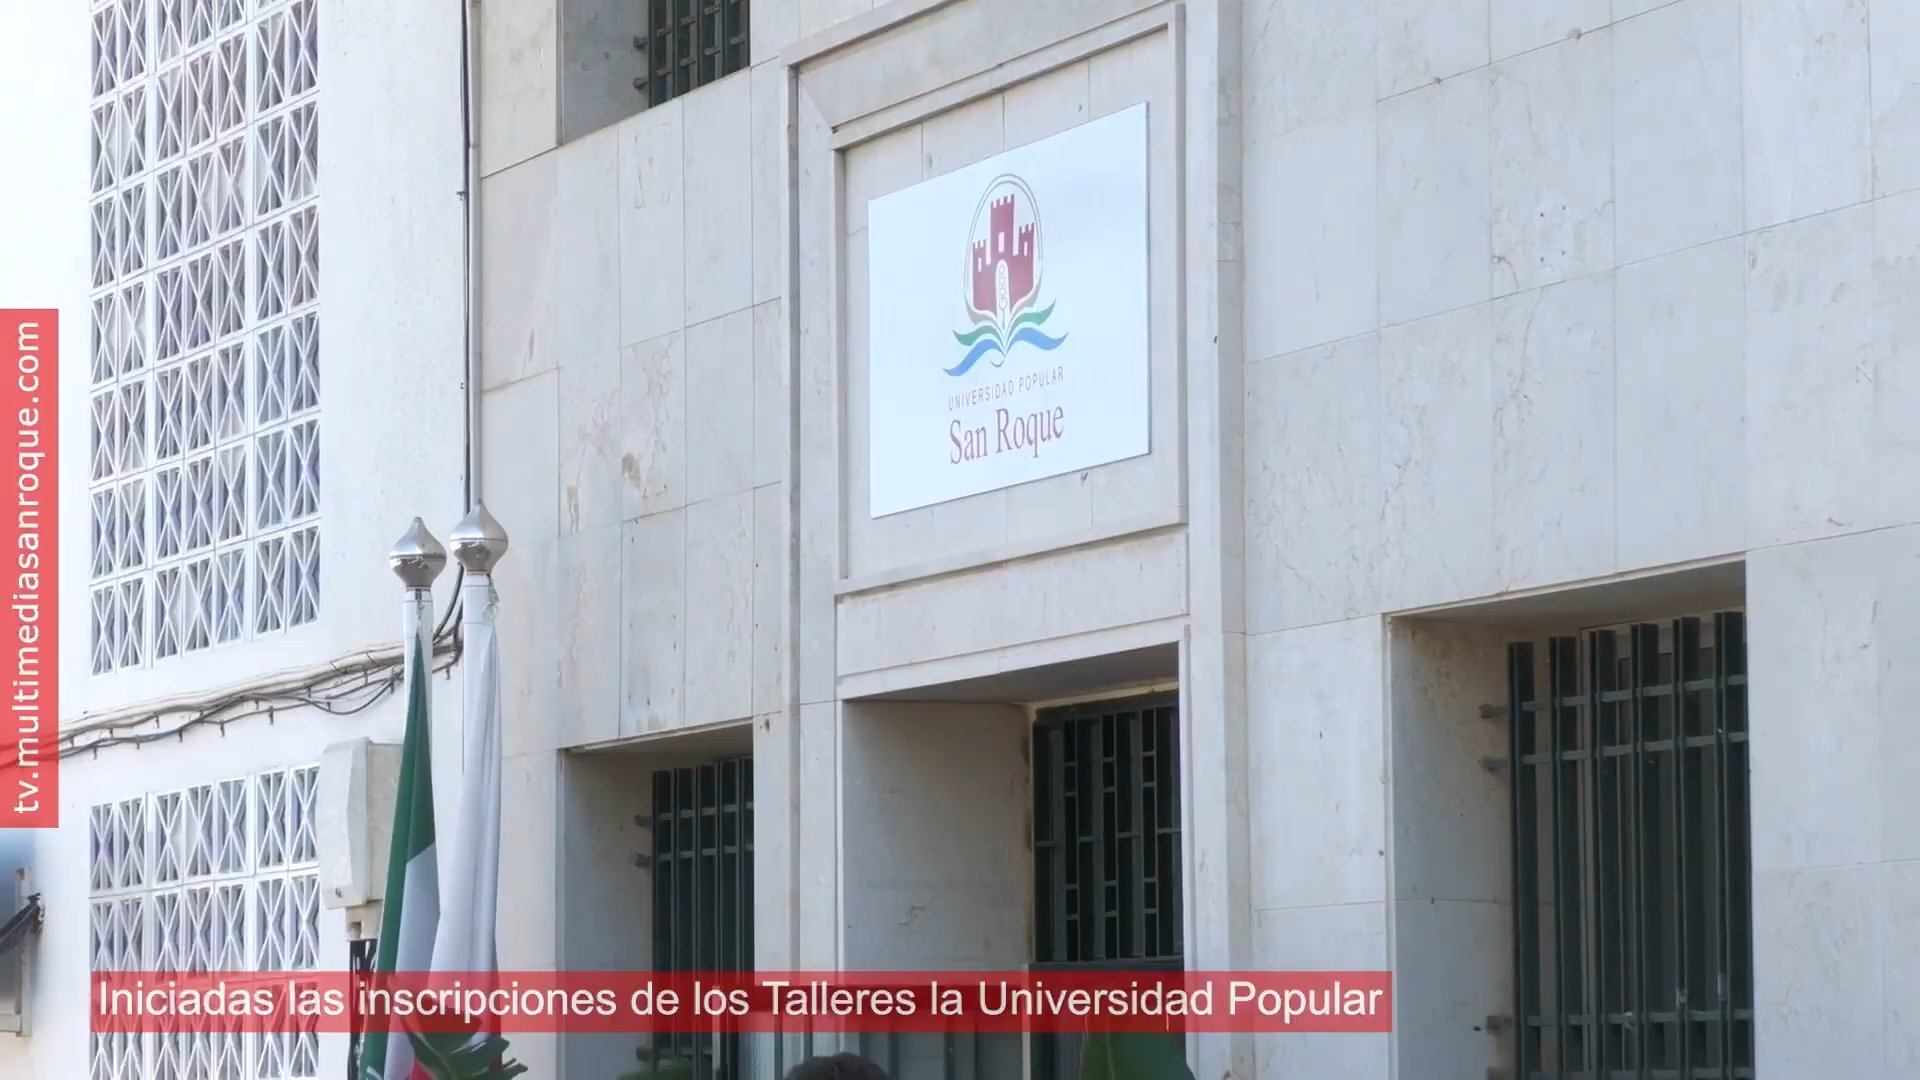 UNIVERSIDAD POPULAR
San Roque
tv.multimediasanroque.com
Iniciadas las inscripciones de los Talleres la Universidad Popular